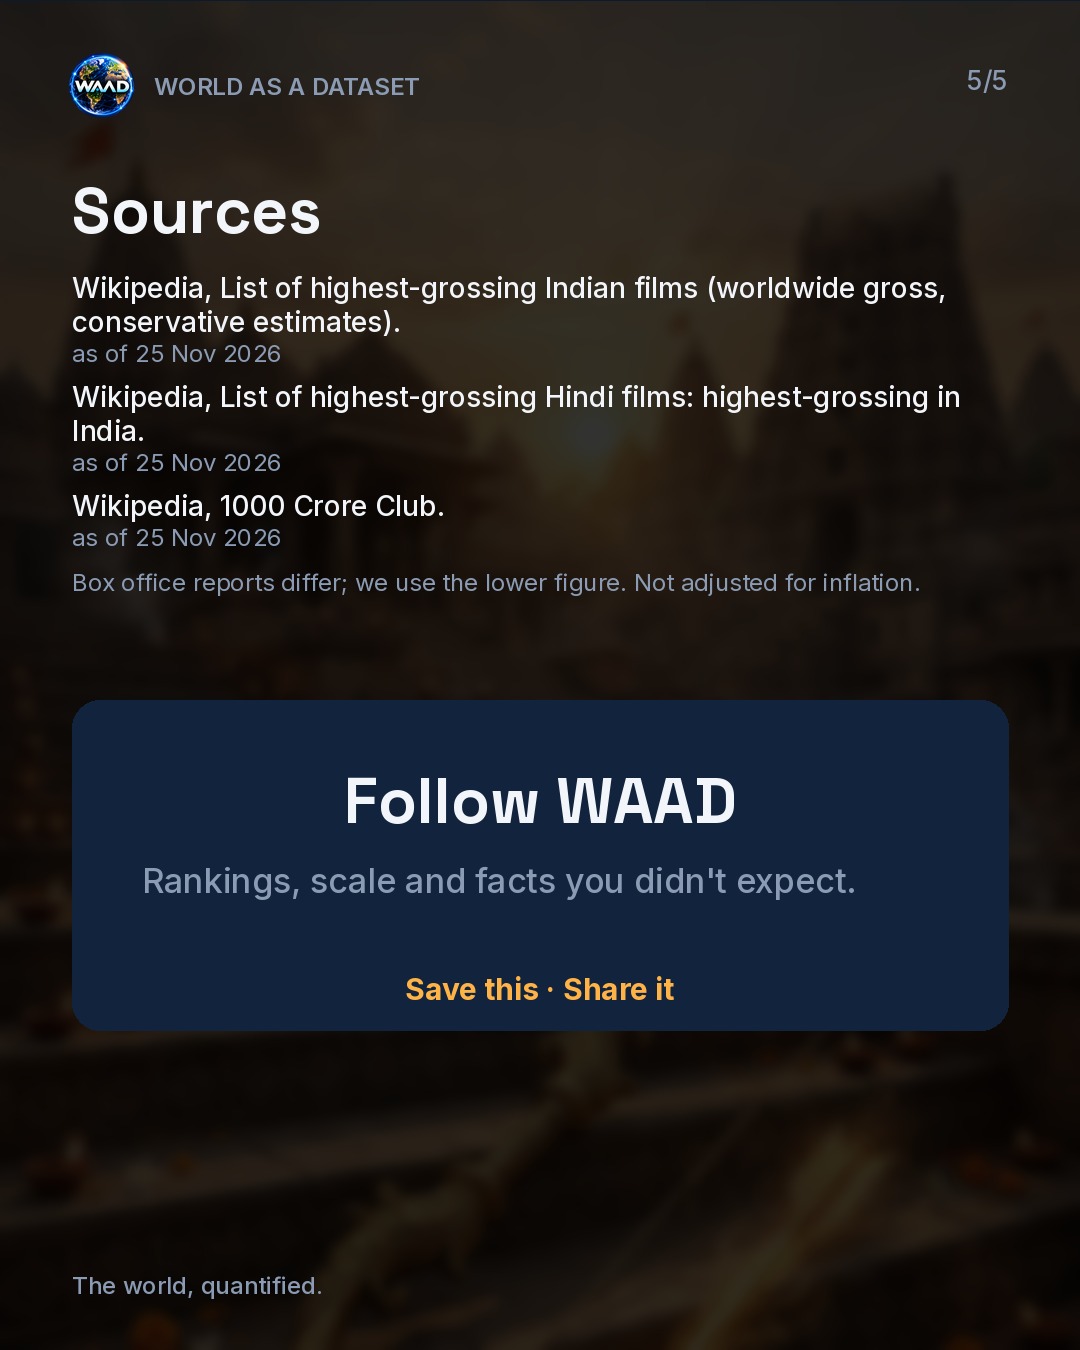 WAAD
WORLD AS A DATASET
5/5
Sources
Wikipedia, List of highest-grossing Indian films (worldwide gross,
conservative estimates).
as of 25 Nov 2026
Wikipedia, List of highest-grossing Hindi films: highest-grossing in
India.
as of 25 Nov 2026
Wikipedia, 1000 Crore Club.
as of 25 Nov 2026
Box office reports differ; we use the lower figure. Not adjusted for inflation.
Follow WAAD
Rankings, scale and facts you didn't expect.
Save this · Share it
The world, quantified.